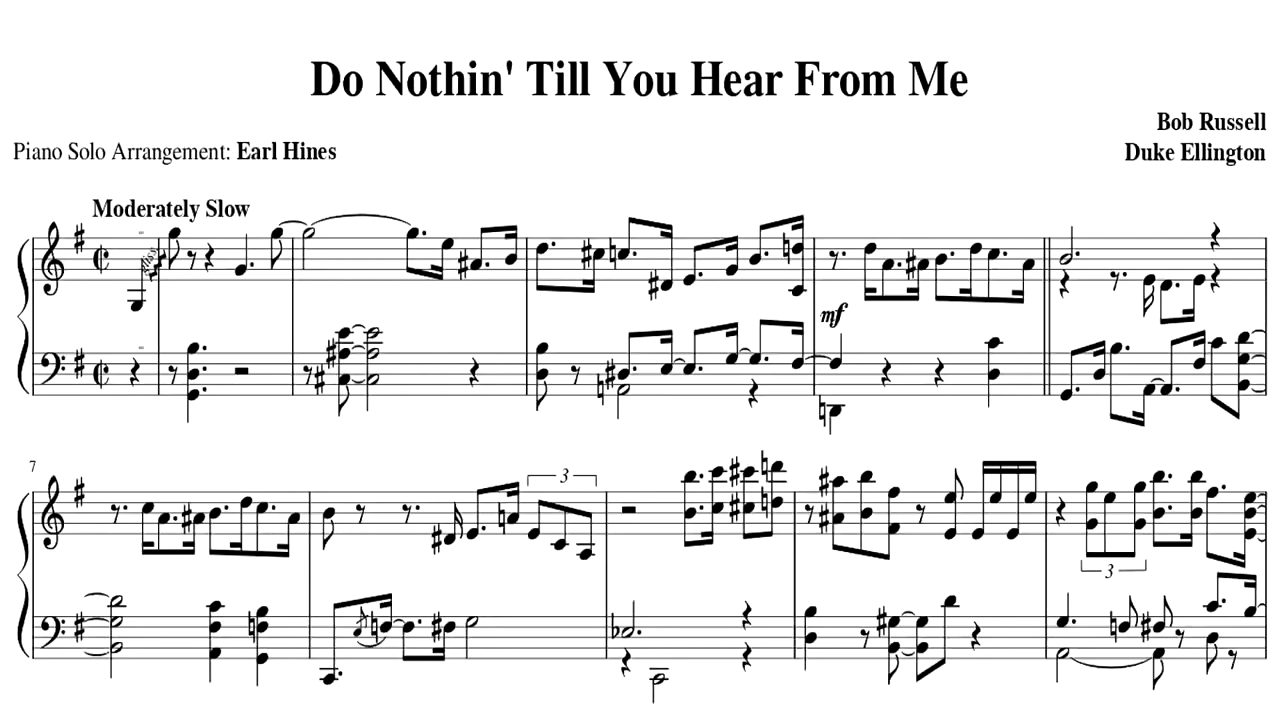 Do Nothin' Till You Hear From Me
Bob Russell
Piano Solo Arrangement: Earl Hines
Duke Ellington
Moderately Slow
gliss.
mf
7
3
3